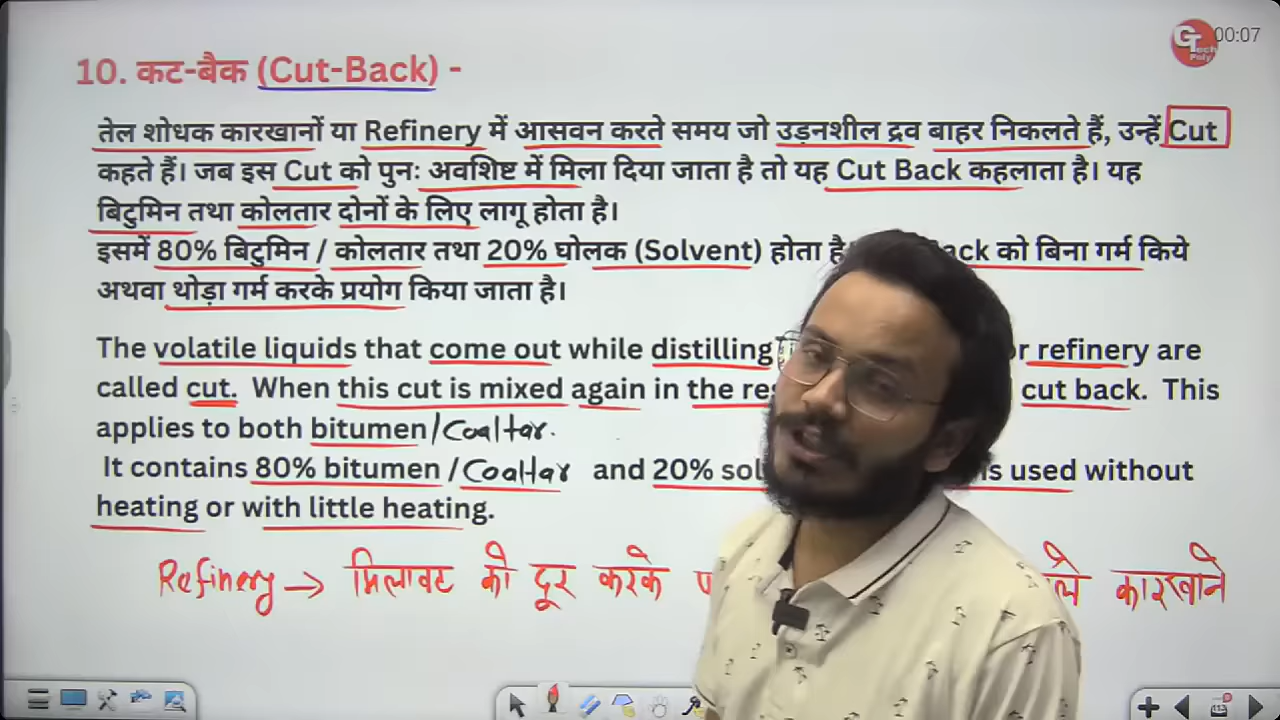 GTech Poly
00:07
10. कट-बैक (Cut-Back) -
तेल शोधक कारखानों या Refinery में आसवन करते समय जो उड़नशील द्रव बाहर निकलते हैं, उन्हें Cut
कहते हैं। जब इस Cut को पुनः अवशिष्ट में मिला दिया जाता है तो यह Cut Back कहलाता है। यह
बिटुमिन तथा कोलतार दोनों के लिए लागू होता है।
इसमें 80% बिटुमिन / कोलतार तथा 20% घोलक (Solvent) होता को बिना गर्म किये
अथवा थोड़ा गर्म करके प्रयोग किया जाता है।
The volatile liquids that come out while distilling refinery are
called cut. When this cut is mixed again in the cut back. This
applies to both bitumen/Coaltar.
It contains 80% bitumen /Coaltar and 20% is used without
heating or with little heating.
Refinery → मिलावट को दूर करके कारखाने